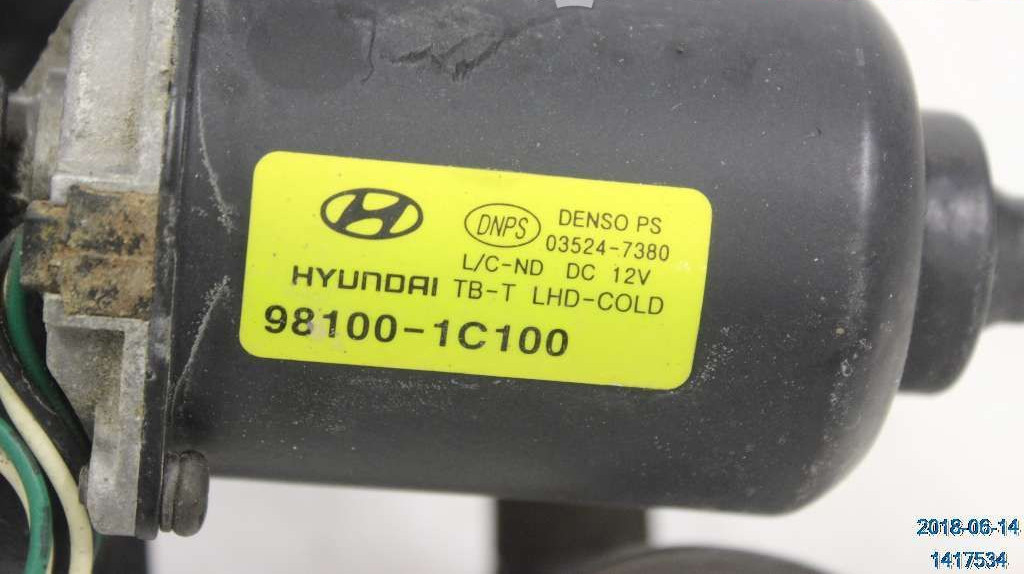 DNPS DENSO PS
03524-7380
L/C-ND DC 12V
HYUNDAI TB-T LHD-COLD
98100-1C100
2018-06-14
1417534